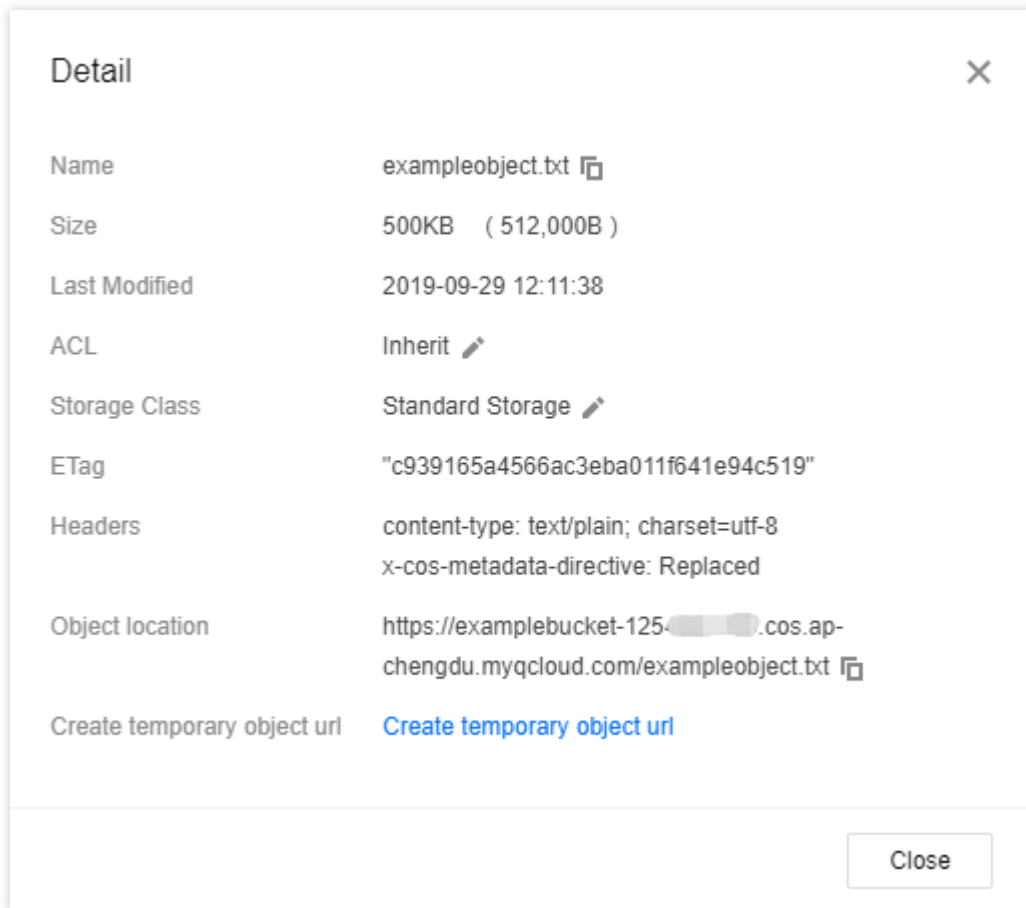 Detail
Name exampleobject.txt
Size 500KB ( 512,000B )
Last Modified 2019-09-29 12:11:38
ACL Inherit
Storage Class Standard Storage
ETag "c939165a4566ac3eba011f641e94c519"
Headers content-type: text/plain; charset=utf-8
x-cos-metadata-directive: Replaced
Object location https://examplebucket-125 .cos.ap-
chengdu.myqcloud.com/exampleobject.txt
Create temporary object url Create temporary object url
Close